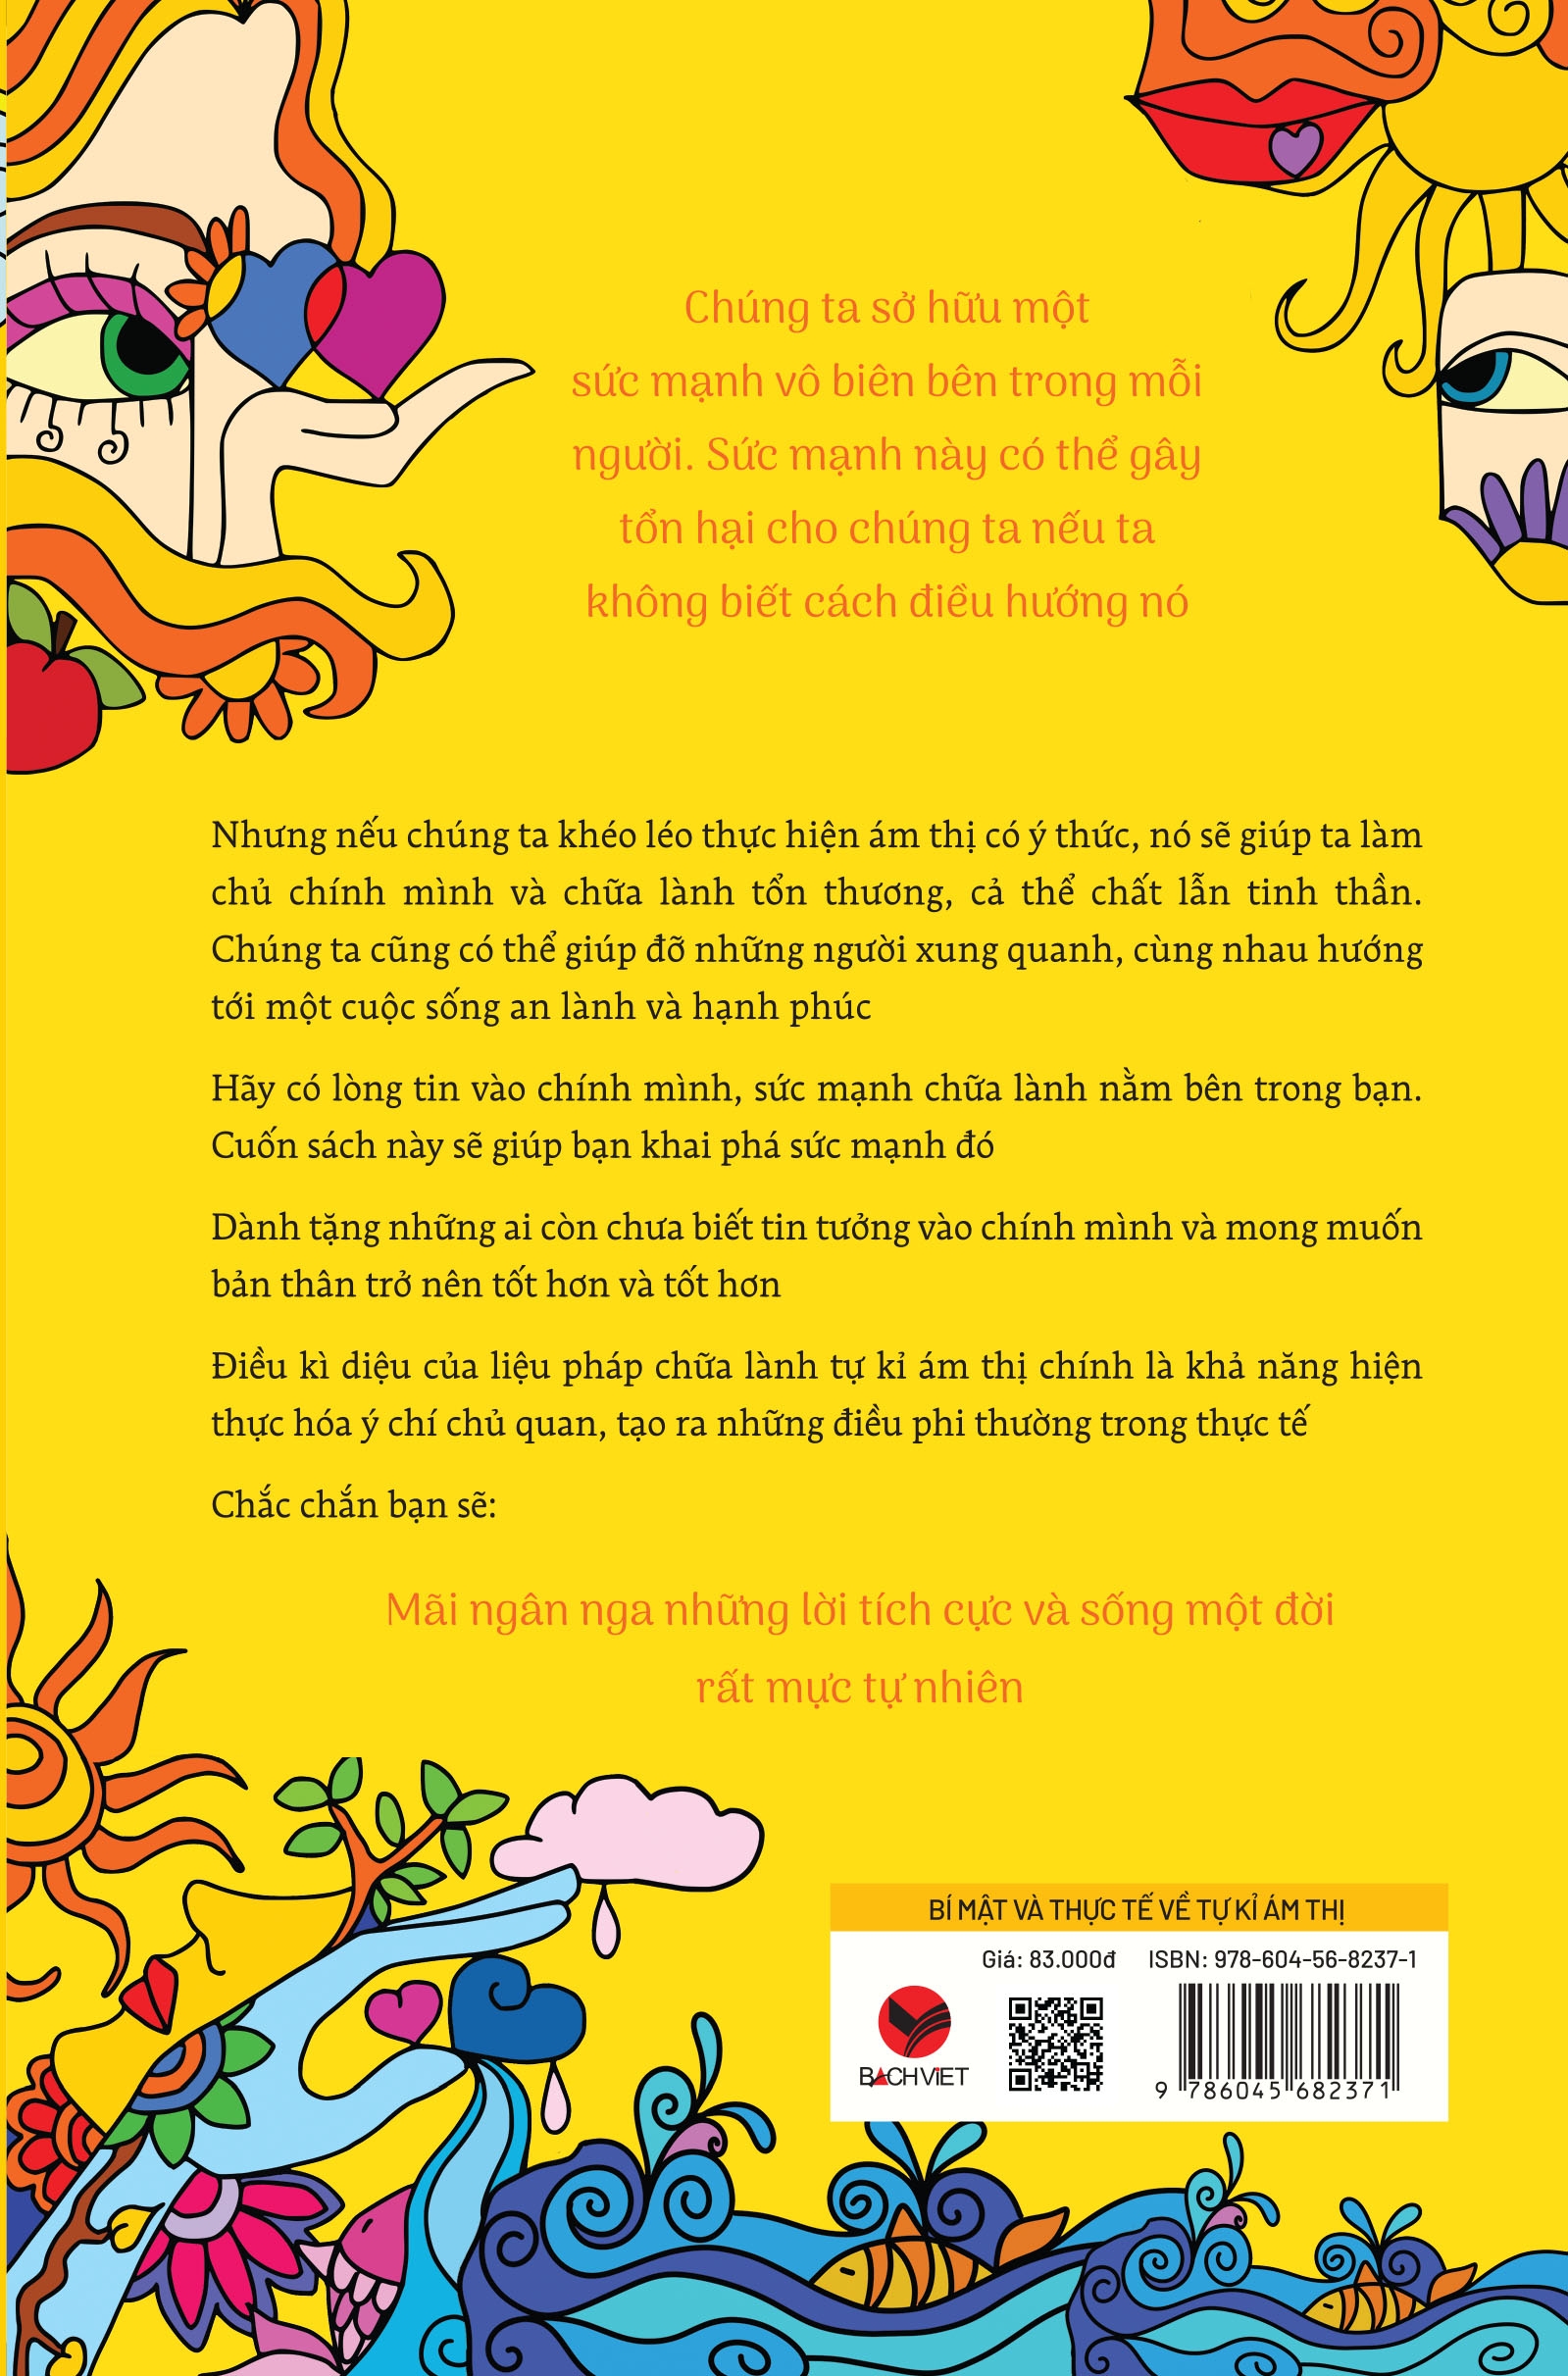 Chúng ta sở hữu một
sức mạnh vô biên bên trong mỗi
người. Sức mạnh này có thể gây
tổn hại cho chúng ta nếu ta
không biết cách điều hướng nó
Nhưng nếu chúng ta khéo léo thực hiện ám thị có ý thức, nó sẽ giúp ta làm
chủ chính mình và chữa lành tổn thương, cả thể chất lẫn tinh thần.
Chúng ta cũng có thể giúp đỡ những người xung quanh, cùng nhau hướng
tới một cuộc sống an lành và hạnh phúc
Hãy có lòng tin vào chính mình, sức mạnh chữa lành nằm bên trong bạn.
Cuốn sách này sẽ giúp bạn khai phá sức mạnh đó
Dành tặng những ai còn chưa biết tin tưởng vào chính mình và mong muốn
bản thân trở nên tốt hơn và tốt hơn
Điều kì diệu của liệu pháp chữa lành tự kỉ ám thị chính là khả năng hiện
thực hóa ý chí chủ quan, tạo ra những điều phi thường trong thực tế
Chắc chắn bạn sẽ:
Mãi ngân nga những lời tích cực và sống một đời
rất mực tự nhiên
BÍ MẬT VÀ THỰC TẾ VỀ TỰ KỈ ÁM THỊ
Giá: 83.000đ ISBN: 978-604-56-8237-1
BACHVIET
9 786045 682371